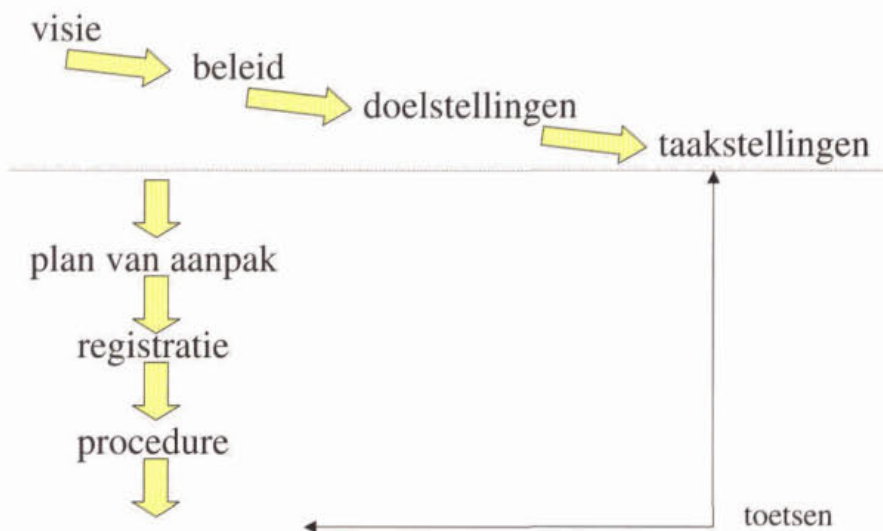 visie
beleid
doelstellingen
taakstellingen
plan van aanpak
registratie
procedure
toetsen